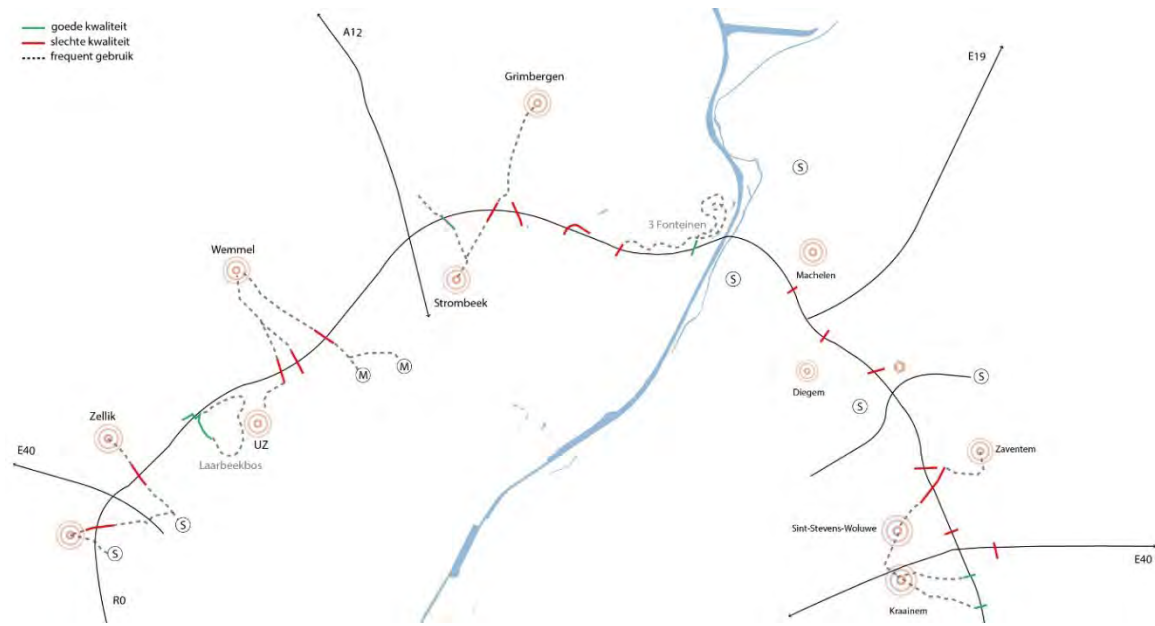 goede kwaliteit
slechte kwaliteit
frequent gebruik
A12
E19
Grimbergen
S
3 Fonteinen
Wemmel
Machelen
Strombeek
S
M
M
Diegem
S
S
Zellik
UZ
E40
Laarbeekbos
Zaventem
S
Sint-Stevens-Woluwe
S
E40
Kraainem
R0